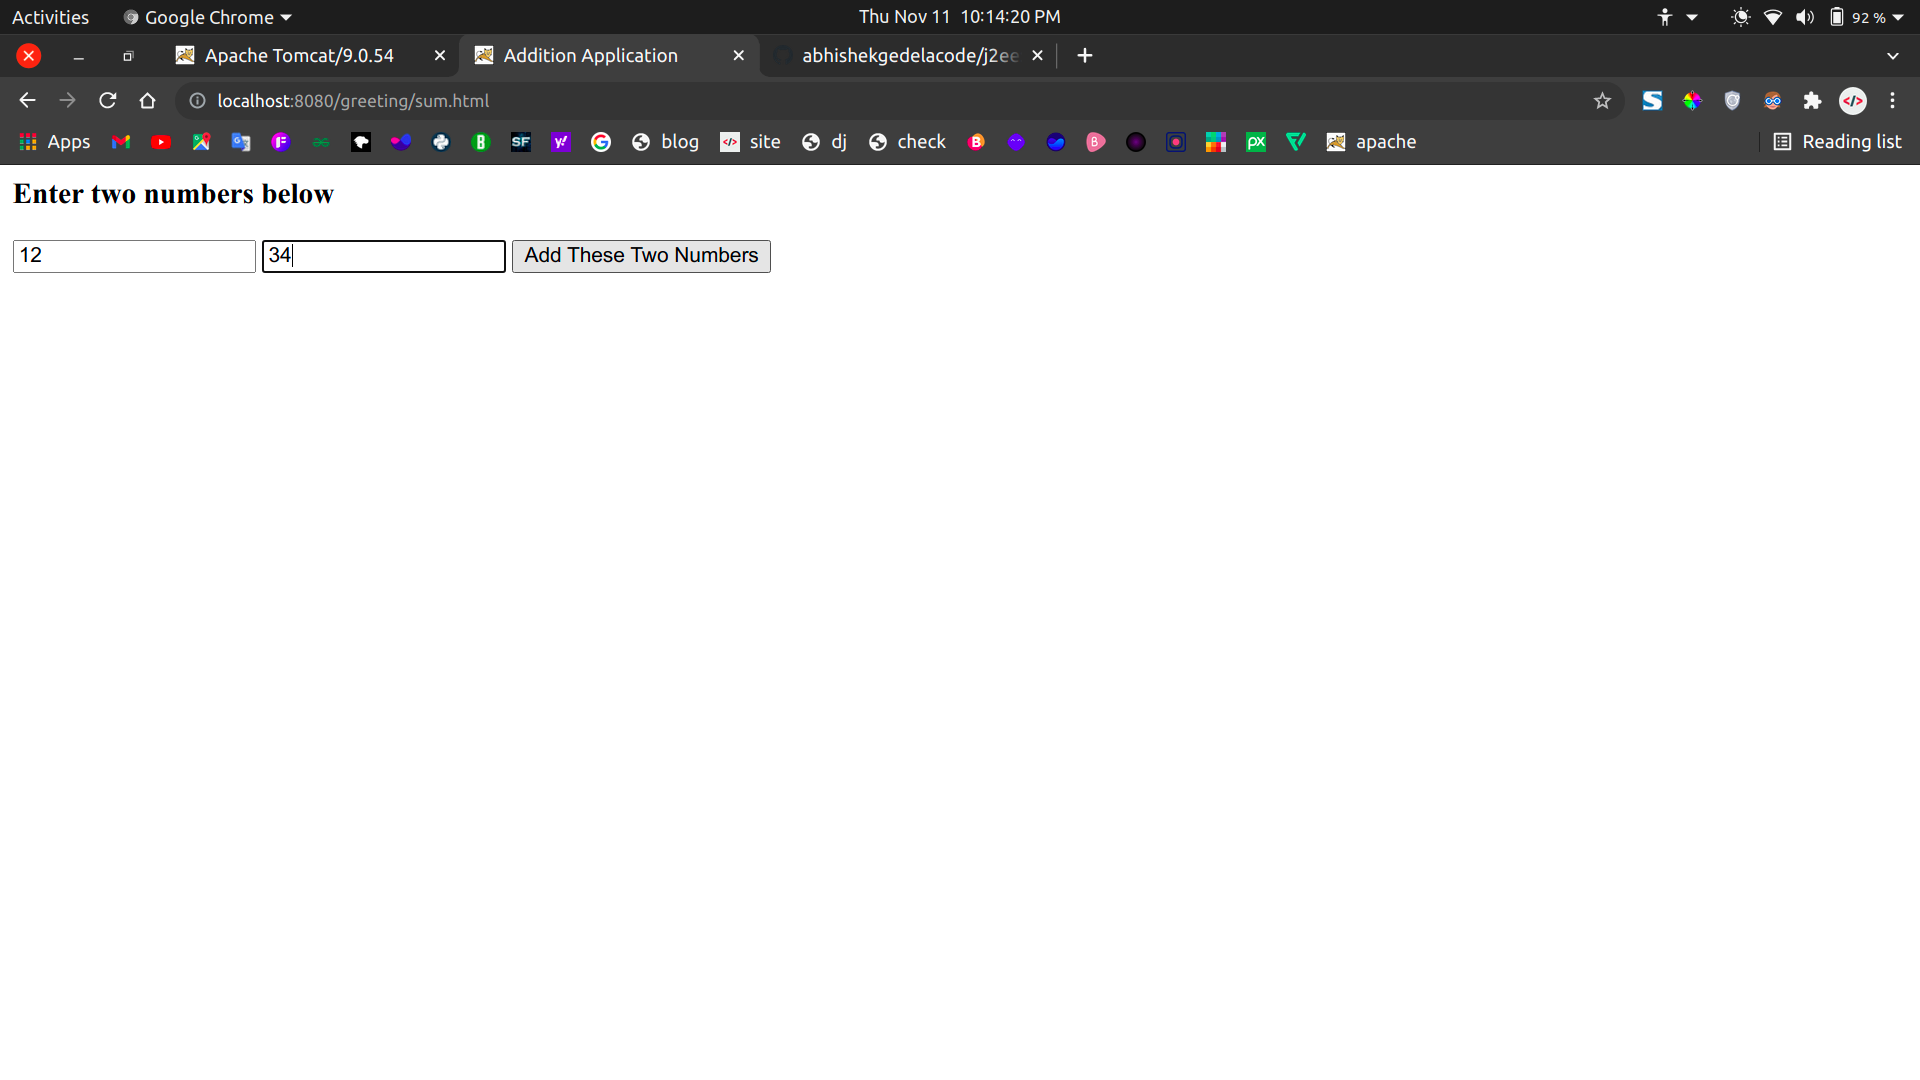 Activities Google Chrome Thu Nov 11 10:14:20 PM 92 %
Apache Tomcat/9.0.54 Addition Application abhishekgedelacode/j2ee
localhost:8080/greeting/sum.html
Apps blog site dj check apache Reading list
Enter two numbers below
12 34 Add These Two Numbers